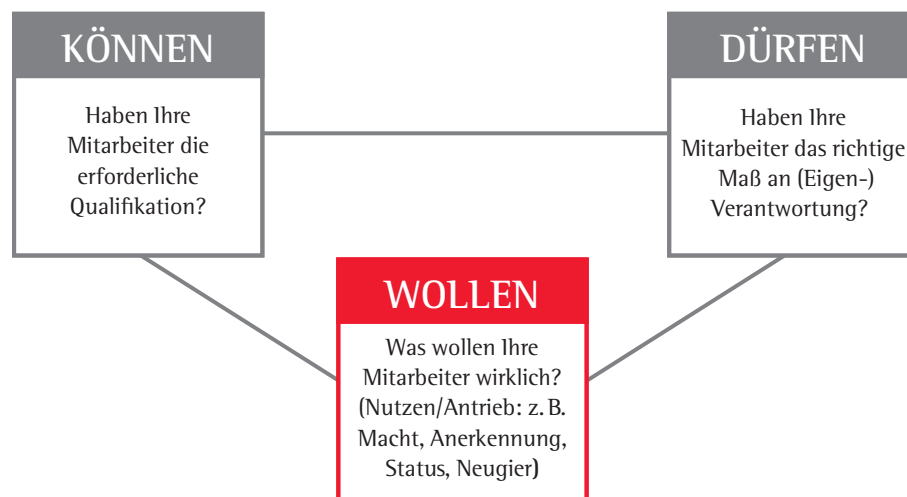 KÖNNEN
Haben Ihre
Mitarbeiter die
erforderliche
Qualifikation?
DÜRFEN
Haben Ihre
Mitarbeiter das richtige
Maß an (Eigen-)
Verantwortung?
WOLLEN
Was wollen Ihre
Mitarbeiter wirklich?
(Nutzen/Antrieb: z. B.
Macht, Anerkennung,
Status, Neugier)